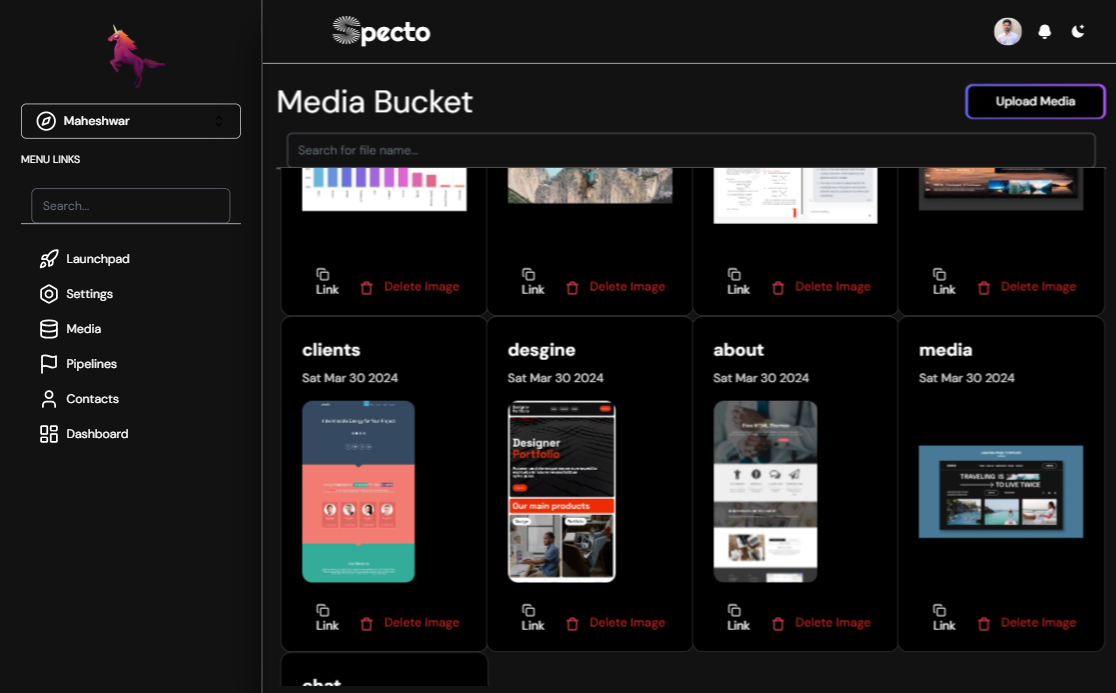 Specto
Maheshwar
MENU LINKS
Search...
Launchpad
Settings
Media
Pipelines
Contacts
Dashboard
Media Bucket
Upload Media
Search for file name...
Link
Delete Image
Link
Delete Image
Link
Delete Image
Link
Delete Image
clients
Sat Mar 30 2024
Link
Delete Image
desgine
Sat Mar 30 2024
Designer
Portfolio
Our main products
Link
Delete Image
about
Sat Mar 30 2024
Free HTML Themes
Link
Delete Image
media
Sat Mar 30 2024
TRAVELING IS
TO LIVE TWICE
Link
Delete Image
chat